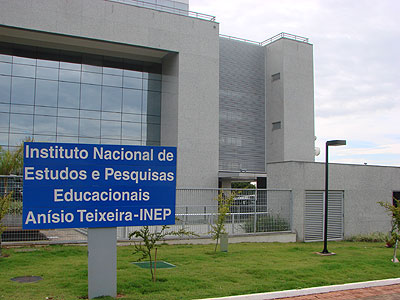 Instituto Nacional de
Estudos e Pesquisas
Educacionais
Anísio Teixeira-INEP